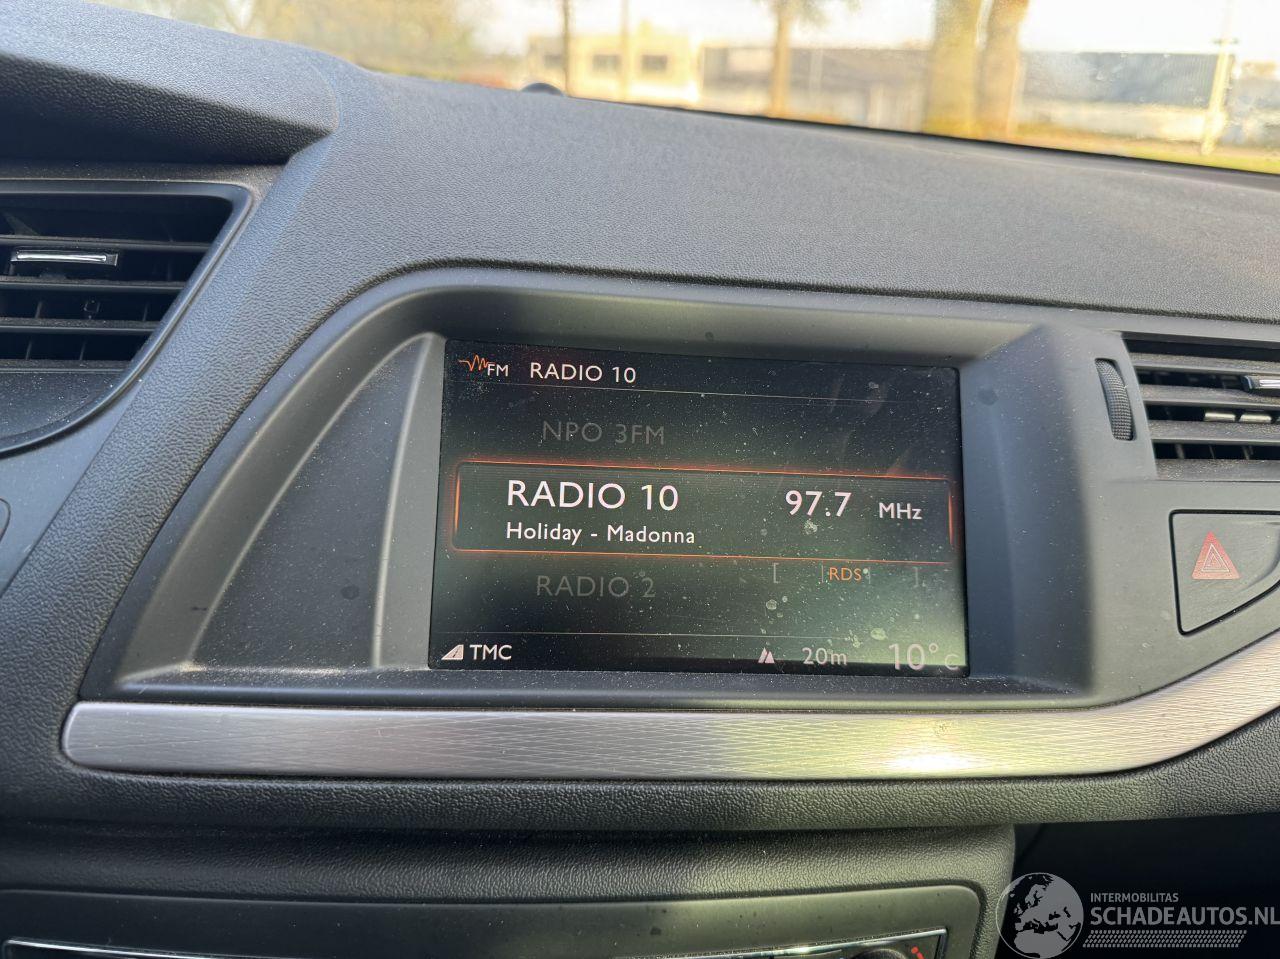 FM RADIO 10
NPO 3FM
RADIO 10 97.7 MHz
Holiday - Madonna
RDS
RADIO 2
TMC 20m 10°C
INTERMOBILITAS
SCHADEAUTOS.NL